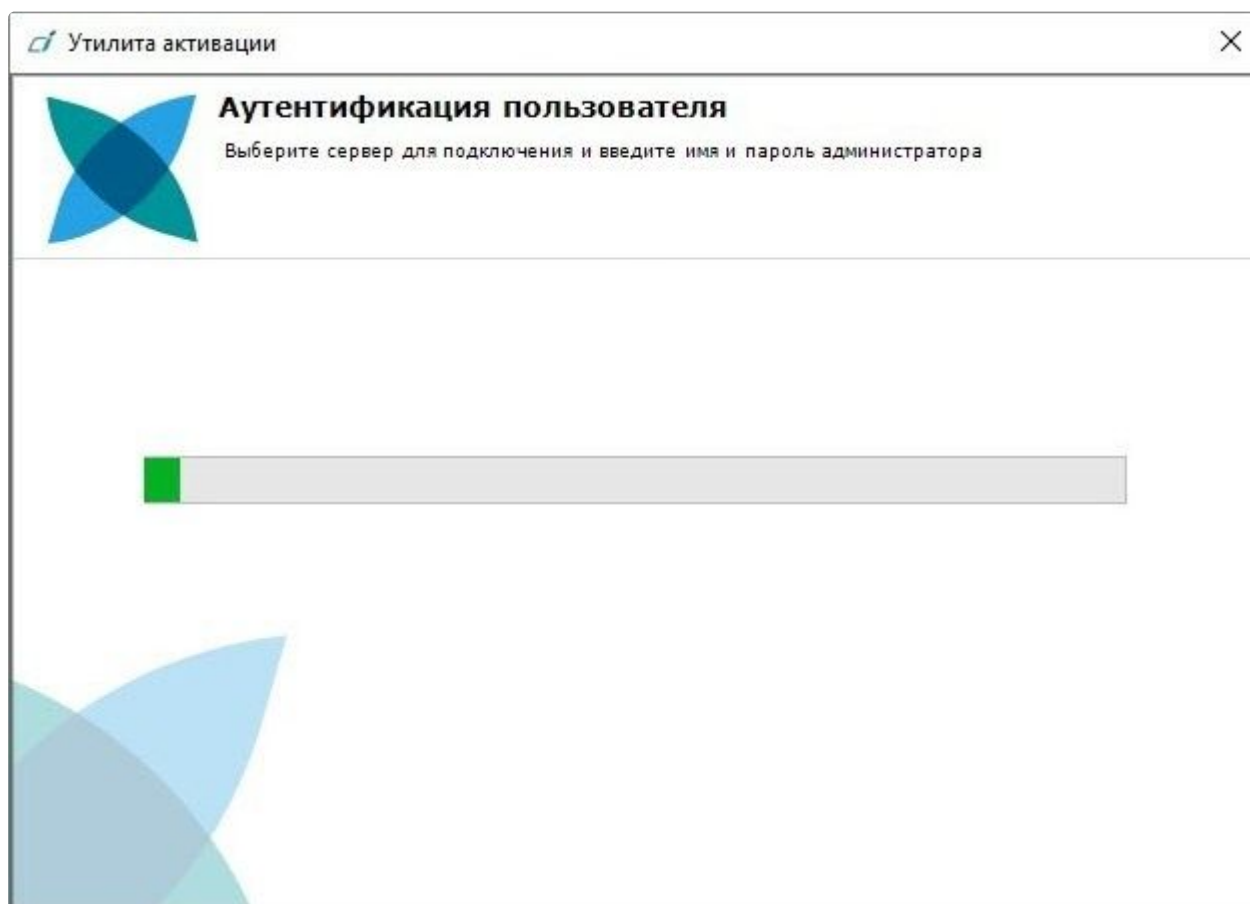 Утилита активации
Аутентификация пользователя
Выберите сервер для подключения и введите имя и пароль администратора